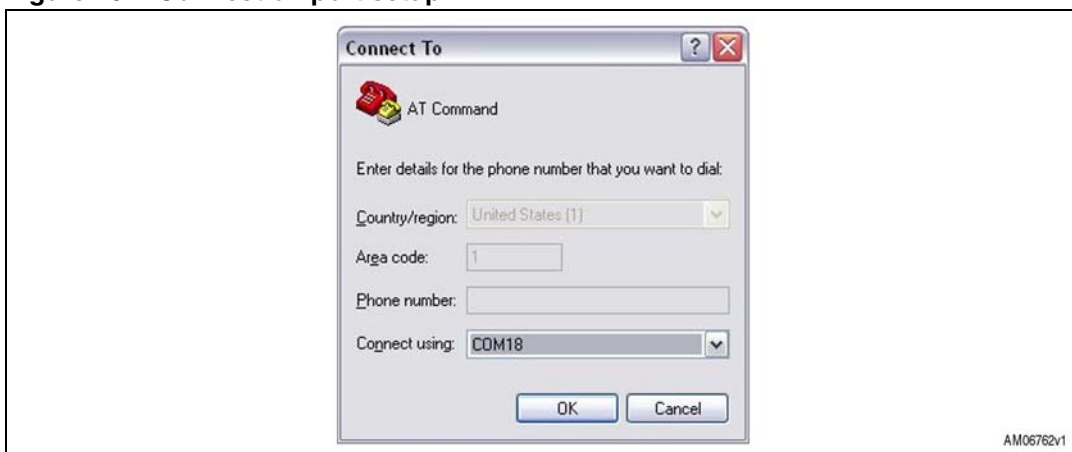 Connect To
AT Command
Enter details for the phone number that you want to dial:
Country/region: United States (1)
Area code: 1
Phone number:
Connect using: COM18
OK Cancel
AM06762v1